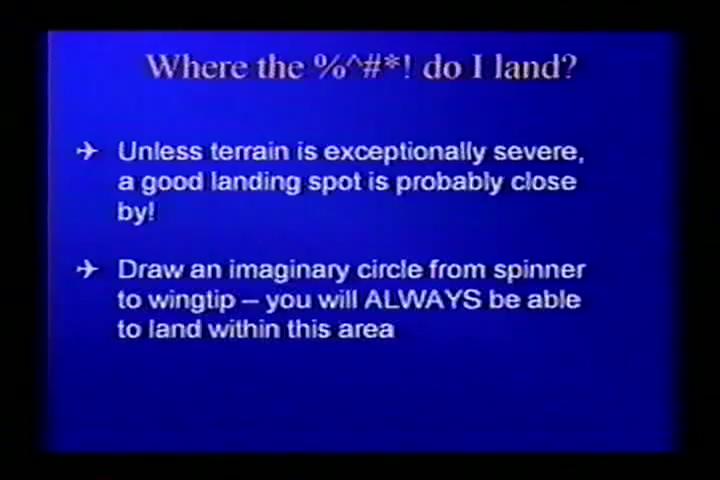 Where the %^#*! do I land?
Unless terrain is exceptionally severe,
a good landing spot is probably close
by!
Draw an imaginary circle from spinner
to wingtip – you will ALWAYS be able
to land within this area